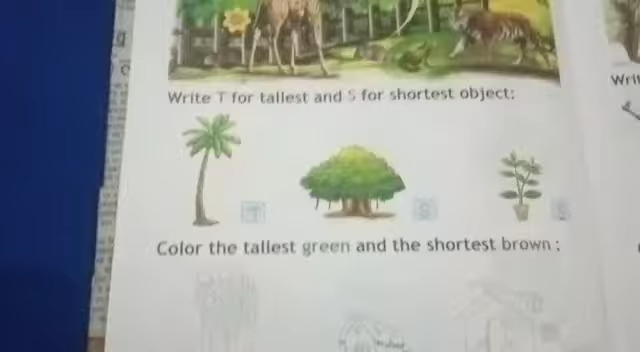 Write T for tallest and S for shortest object:
T
S
S
Color the tallest green and the shortest brown :